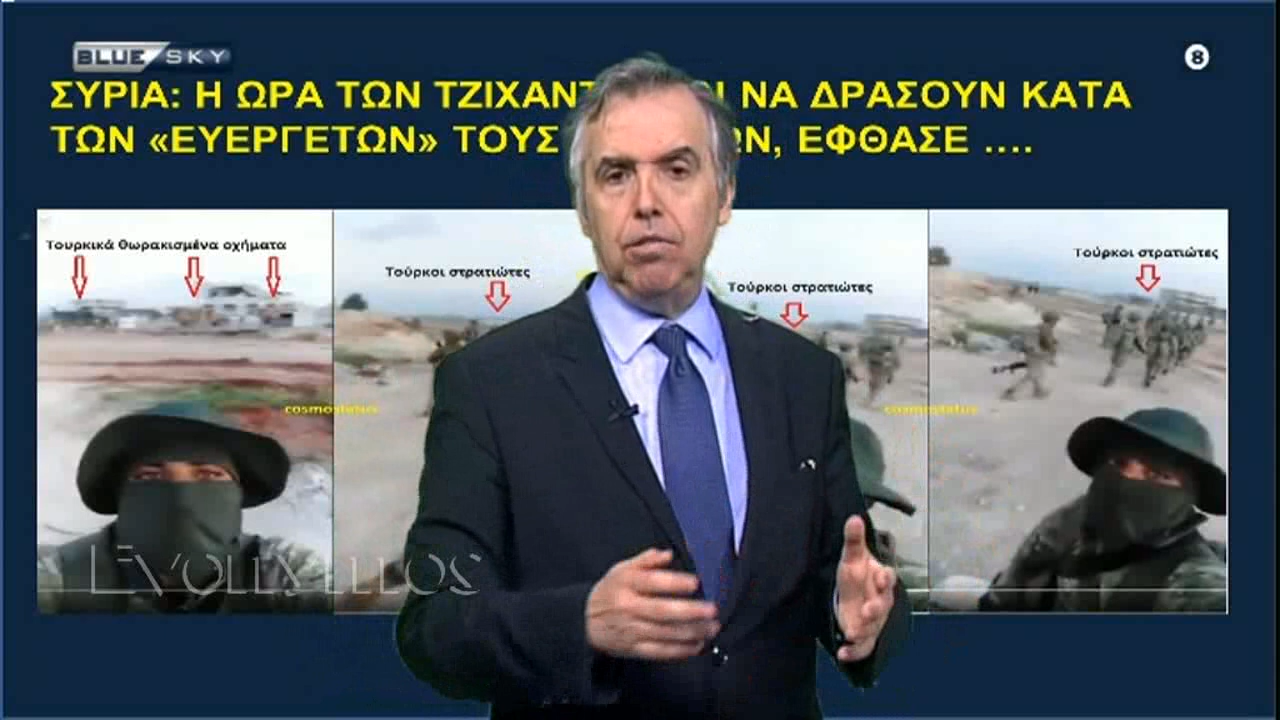 BLUE SKY
8
ΣΥΡΙΑ: Η ΩΡΑ ΤΩΝ ΝΑ ΔΡΑΣΟΥΝ ΚΑΤΑ
ΤΩΝ «ΕΥΕΡΓΕΤΩΝ» ΤΟΥΣ ΕΦΘΑΣΕ ....
Τουρκικά θωρακισμένα οχήματα
Τούρκοι στρατιώτες
Τούρκοι στρατιώτες
Τούρκοι στρατιώτες